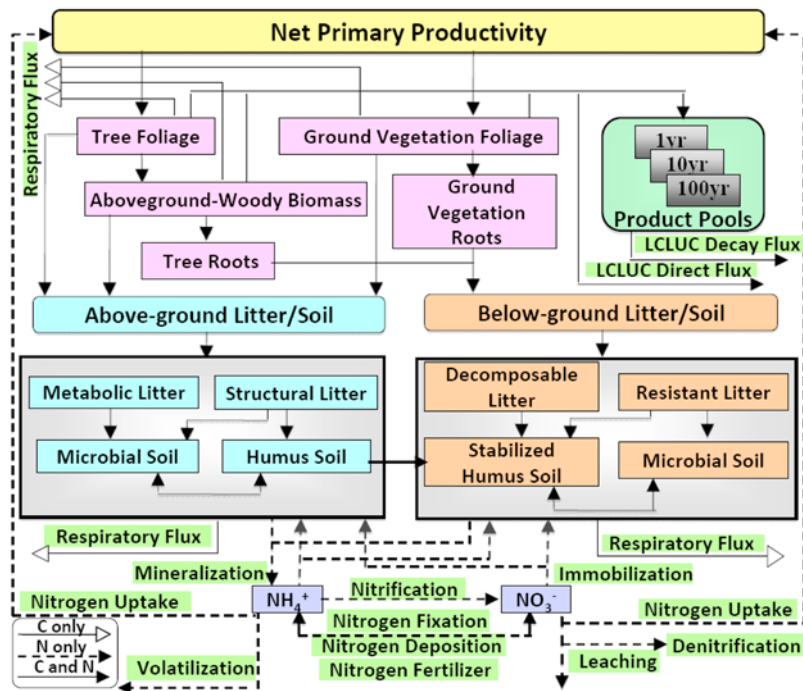 Net Primary Productivity
Respiratory Flux
Tree Foliage
Ground Vegetation Foliage
1yr
10yr
100yr
Product Pools
Aboveground-Woody Biomass
Ground
Vegetation
Roots
Tree Roots
LCLUC Decay Flux
LCLUC Direct Flux
Above-ground Litter/Soil
Below-ground Litter/Soil
Metabolic Litter
Structural Litter
Decomposable
Litter
Resistant Litter
Microbial Soil
Humus Soil
Stabilized
Humus Soil
Microbial Soil
Respiratory Flux
Respiratory Flux
Mineralization
Immobilization
NH₄⁺
Nitrification
NO₃⁻
Nitrogen Uptake
Nitrogen Fixation
Nitrogen Uptake
Nitrogen Deposition
Nitrogen Fertilizer
C only
N only
C and N
Volatilization
Leaching
Denitrification